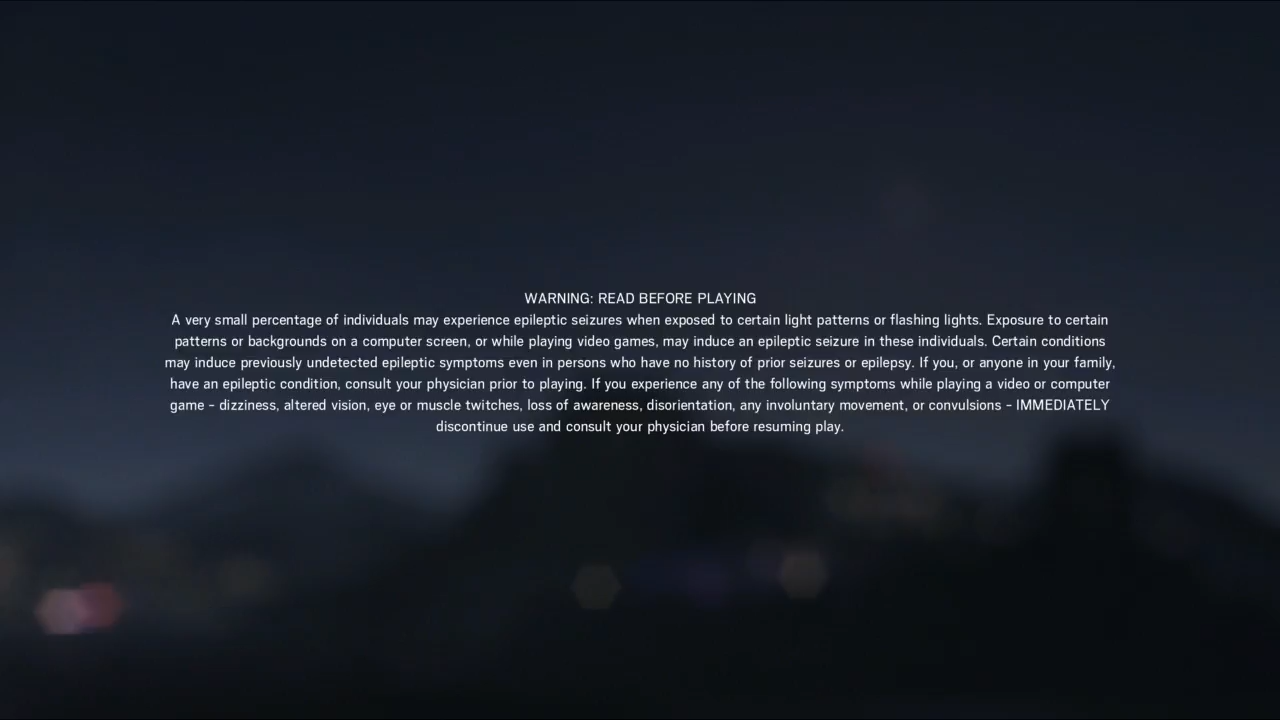 WARNING: READ BEFORE PLAYING
A very small percentage of individuals may experience epileptic seizures when exposed to certain light patterns or flashing lights. Exposure to certain
patterns or backgrounds on a computer screen, or while playing video games, may induce an epileptic seizure in these individuals. Certain conditions
may induce previously undetected epileptic symptoms even in persons who have no history of prior seizures or epilepsy. If you, or anyone in your family,
have an epileptic condition, consult your physician prior to playing. If you experience any of the following symptoms while playing a video or computer
game – dizziness, altered vision, eye or muscle twitches, loss of awareness, disorientation, any involuntary movement, or convulsions – IMMEDIATELY
discontinue use and consult your physician before resuming play.